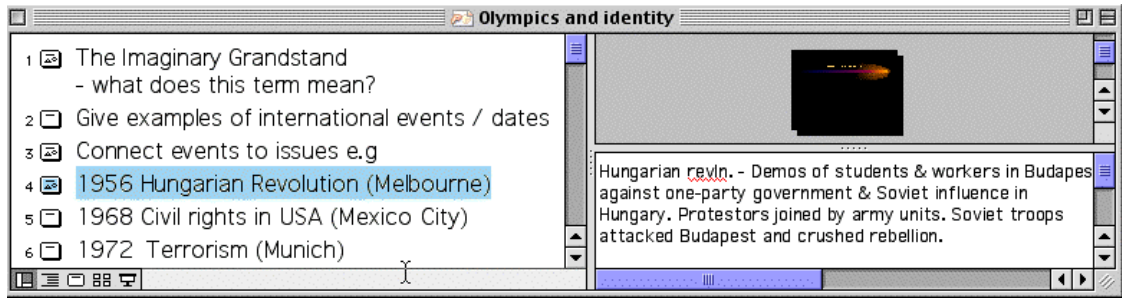 Olympics and identity
1 The Imaginary Grandstand
- what does this term mean?
2 Give examples of international events / dates
3 Connect events to issues e.g
4 1956 Hungarian Revolution (Melbourne)
5 1968 Civil rights in USA (Mexico City)
6 1972 Terrorism (Munich)
Hungarian revln. - Demos of students & workers in Budapes
against one-party government & Soviet influence in
Hungary. Protestors joined by army units. Soviet troops
attacked Budapest and crushed rebellion.